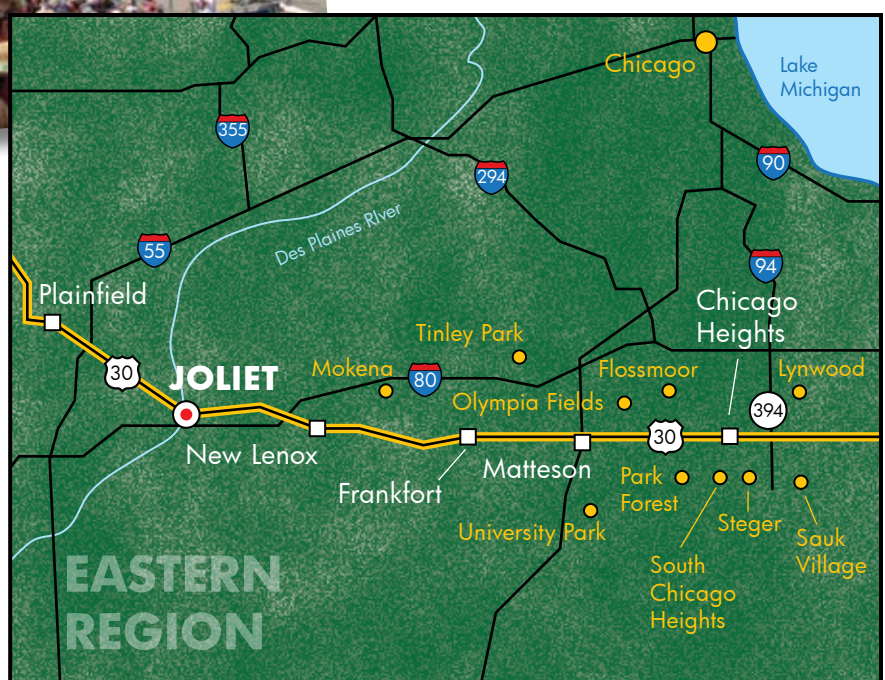 Chicago
Lake
Michigan
355
90
294
Des Plaines RIver
55
94
Plainfield
Chicago
Heights
Tinley Park
30
JOLIET
Mokena
80
Flossmoor
Lynwood
Olympia Fields
394
30
New Lenox
Matteson
Frankfort
Park
Forest
University Park
Steger
Sauk
Village
South
Chicago
Heights
EASTERN
REGION